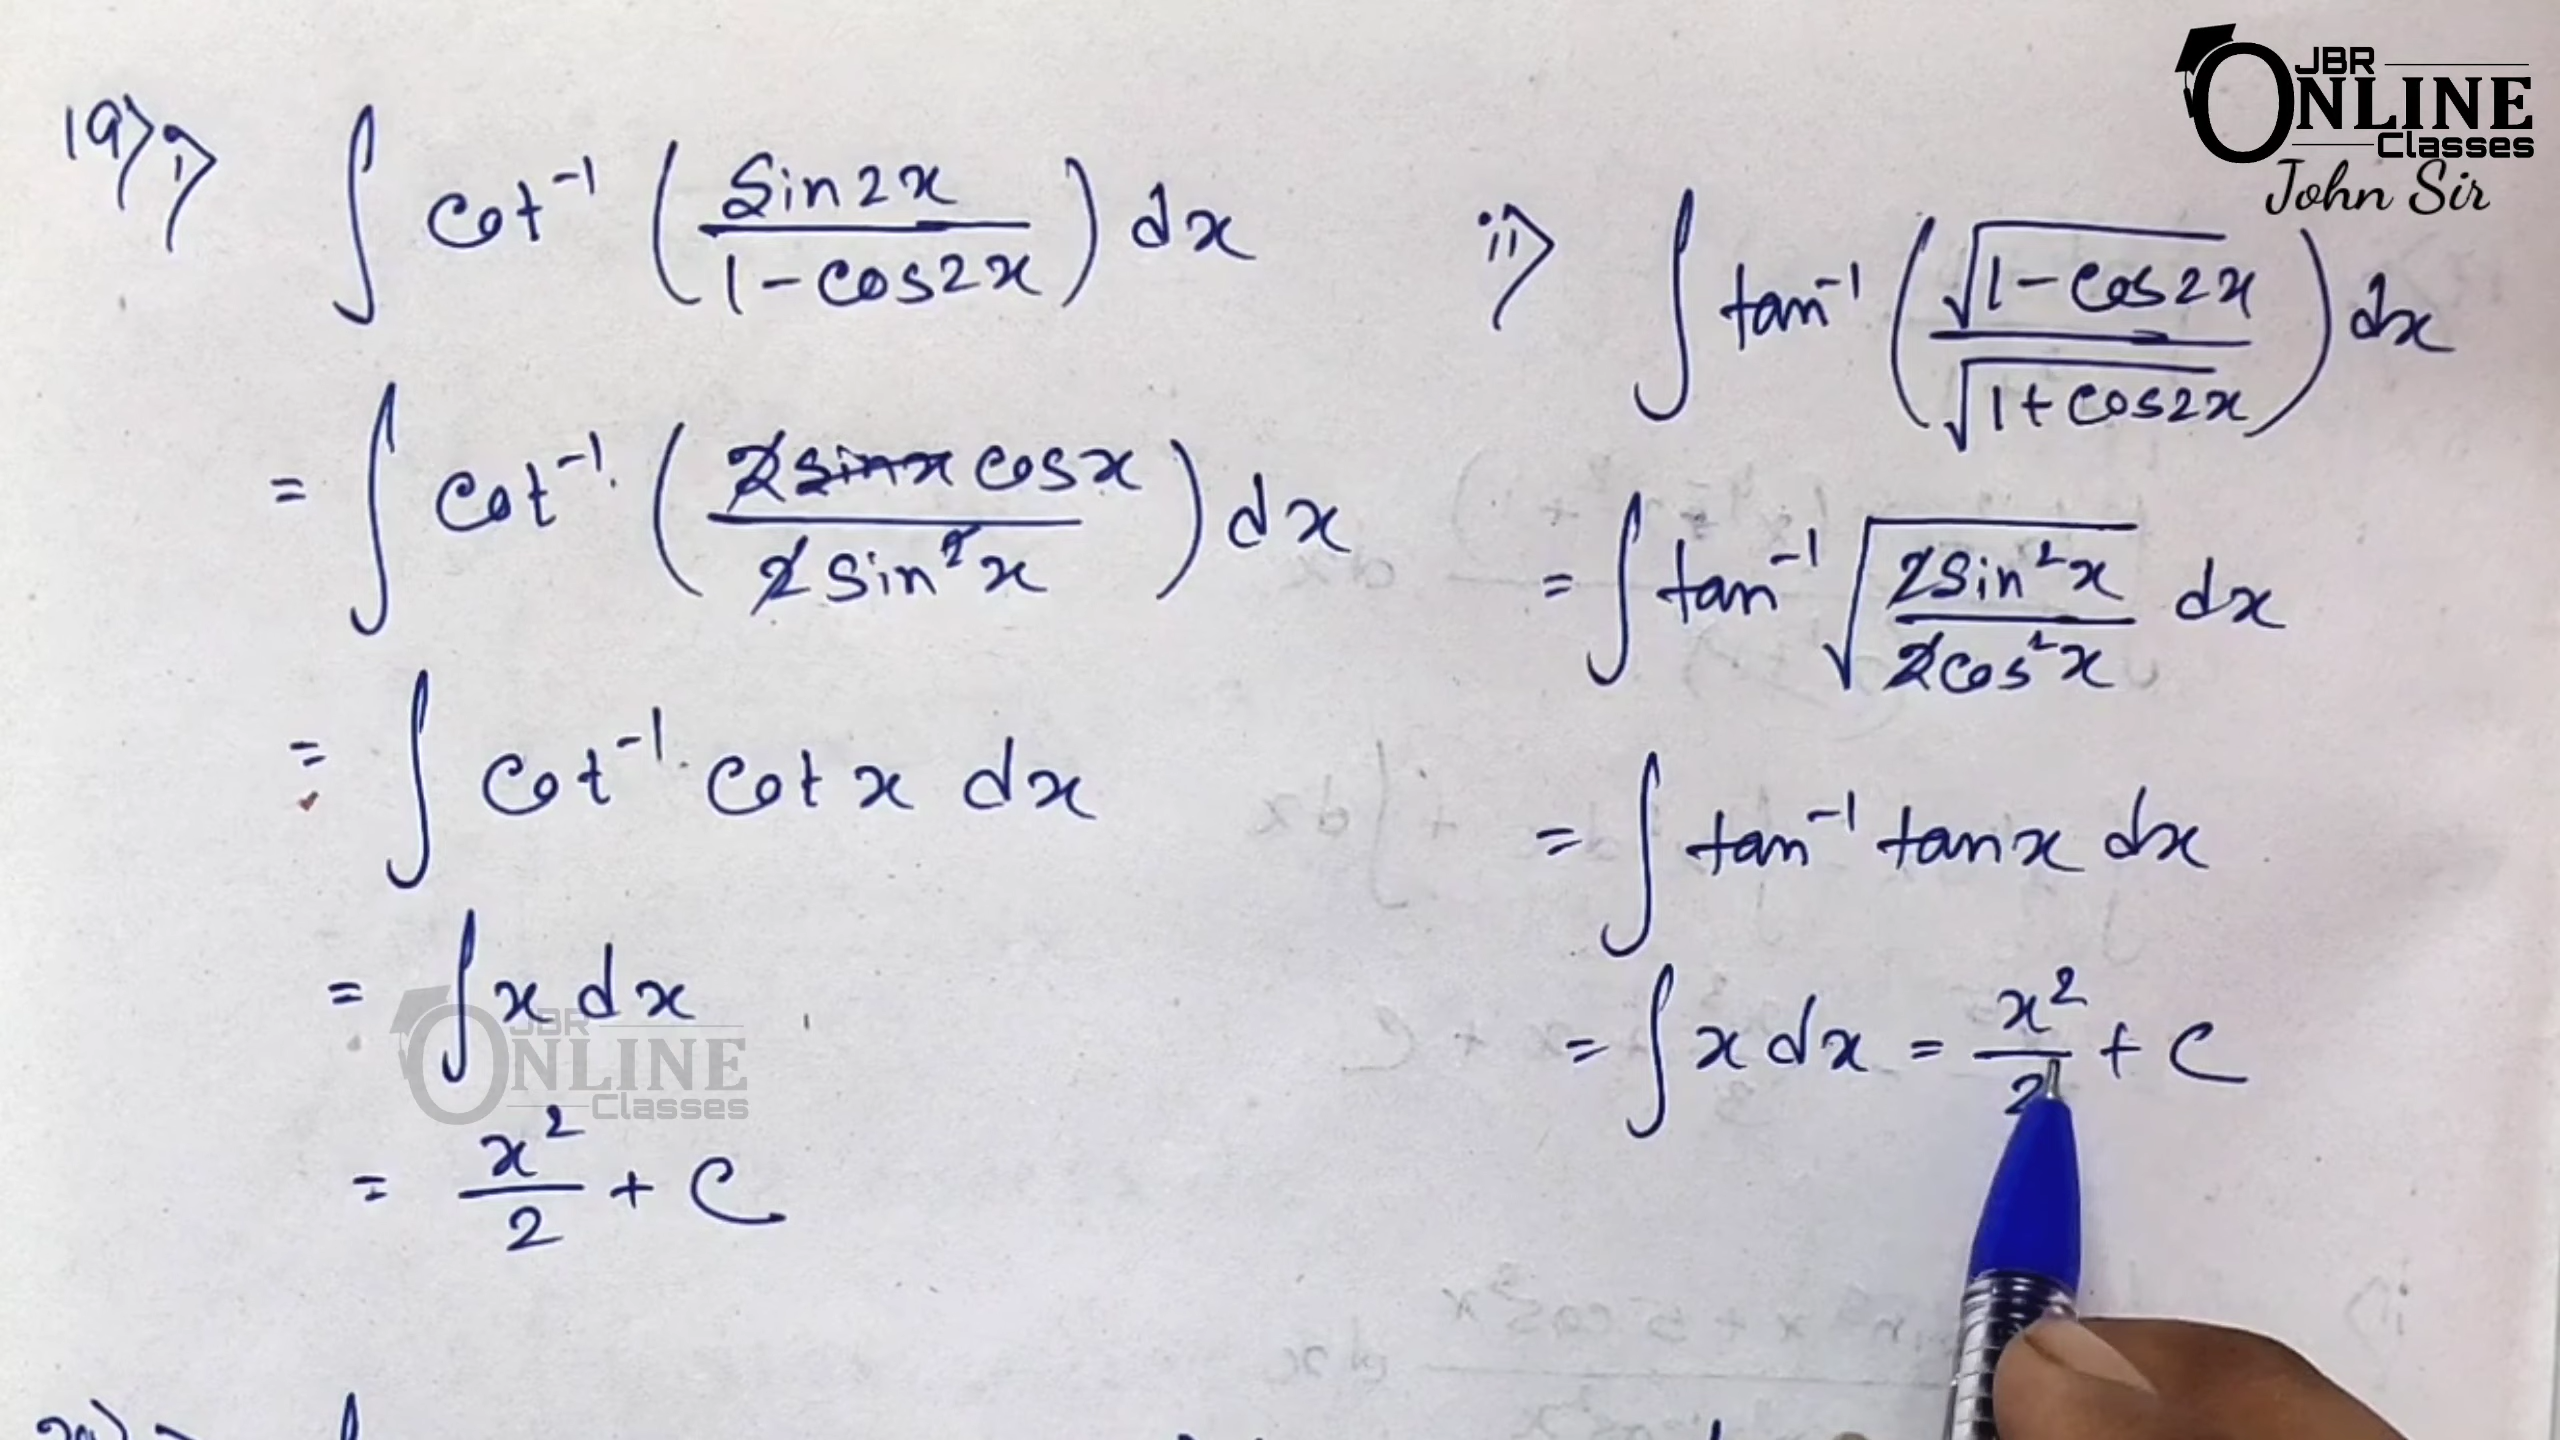 JBR
ONLINE
Classes
John Sir
19) i) ∫ cot⁻¹ (sin2x / 1-cos2x) dx
= ∫ cot⁻¹ (2sinx cosx / 2sin²x) dx
= ∫ cot⁻¹ cot x dx
= ∫ x dx
= x²/2 + C
ii) ∫ tan⁻¹ (√1-cos2x / √1+cos2x) dx
= ∫ tan⁻¹ √(2sin²x / 2cos²x) dx
= ∫ tan⁻¹ tanx dx
= ∫ x dx = x²/2 + C
JBR
ONLINE
Classes